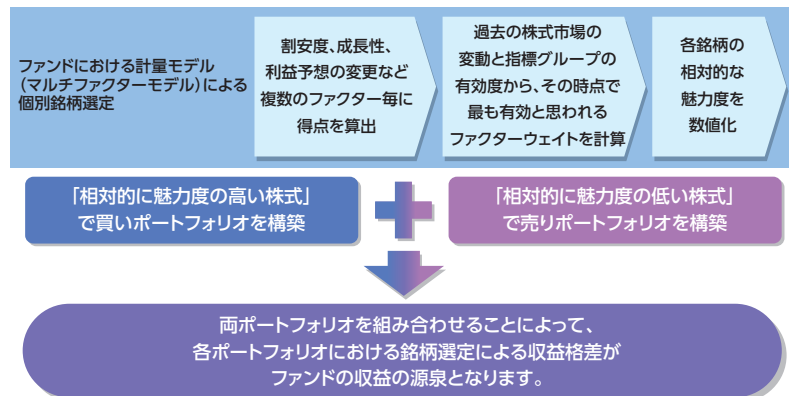 ファンドにおける計量モデル
（マルチファクターモデル）による
個別銘柄選定
割安度、成長性、
利益予想の変更など
複数のファクター毎に
得点を算出
過去の株式市場の
変動と指標グループの
有効度から、その時点で
最も有効と思われる
ファクターウェイトを計算
各銘柄の
相対的な
魅力度を
数値化
「相対的に魅力度の高い株式」
で買いポートフォリオを構築
「相対的に魅力度の低い株式」
で売りポートフォリオを構築
両ポートフォリオを組み合わせることによって、
各ポートフォリオにおける銘柄選定による収益格差が
ファンドの収益の源泉となります。